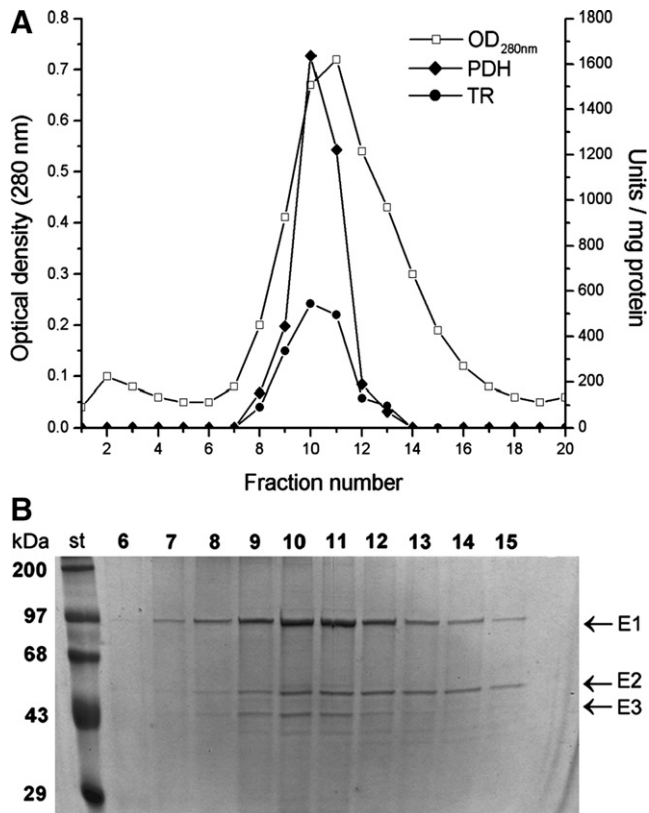 A
OD280nm
PDH
TR
Optical density (280 nm)
0.8
0.7
0.6
0.5
0.4
0.3
0.2
0.1
0.0
1800
1600
1400
1200
1000
800
600
400
200
0
Units / mg protein
2 4 6 8 10 12 14 16 18 20
Fraction number
B
kDa st 6 7 8 9 10 11 12 13 14 15
200
97
68
43
29
← E1
← E2
← E3